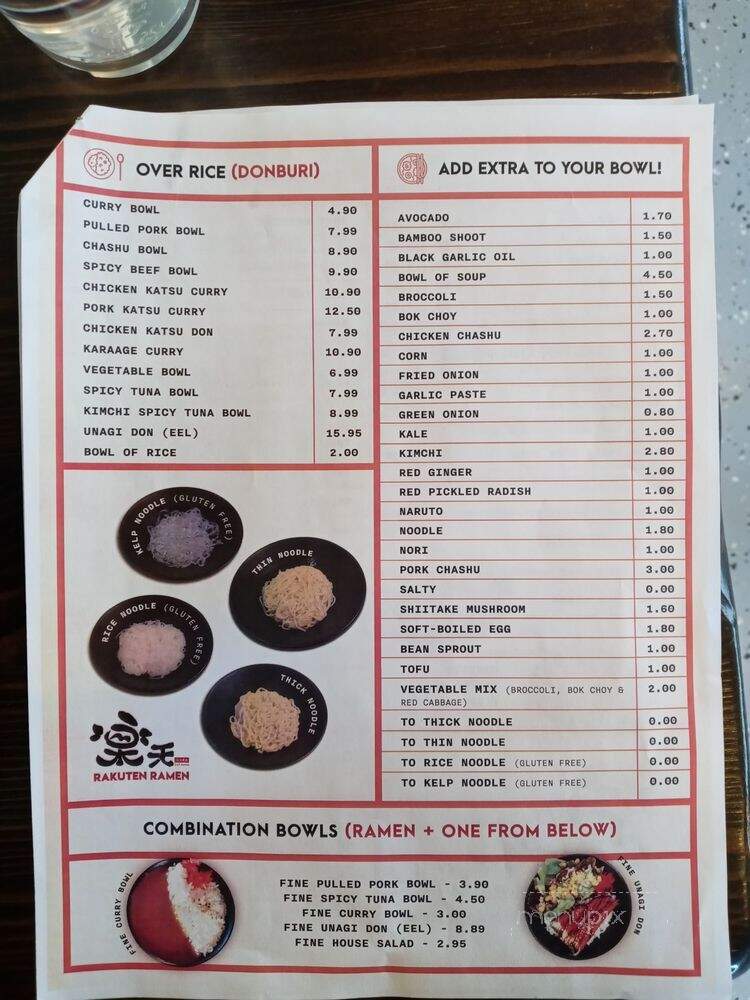 OVER RICE (DONBURI)
CURRY BOWL 4.90
PULLED PORK BOWL 7.99
CHASHU BOWL 8.90
SPICY BEEF BOWL 9.90
CHICKEN KATSU CURRY 10.90
PORK KATSU CURRY 12.50
CHICKEN KATSU DON 7.99
KARAAGE CURRY 10.90
VEGETABLE BOWL 6.99
SPICY TUNA BOWL 7.99
KIMCHI SPICY TUNA BOWL 8.99
UNAGI DON (EEL) 15.95
BOWL OF RICE 2.00
KELP NOODLE (GLUTEN FREE)
THIN NOODLE
RICE NOODLE (GLUTEN FREE)
THICK NOODLE
RAKUTEN RAMEN
ADD EXTRA TO YOUR BOWL!
AVOCADO 1.70
BAMBOO SHOOT 1.50
BLACK GARLIC OIL 1.00
BOWL OF SOUP 4.50
BROCCOLI 1.50
BOK CHOY 1.00
CHICKEN CHASHU 2.70
CORN 1.00
FRIED ONION 1.00
GARLIC PASTE 1.00
GREEN ONION 0.80
KALE 1.00
KIMCHI 2.80
RED GINGER 1.00
RED PICKLED RADISH 1.00
NARUTO 1.00
NOODLE 1.80
NORI 1.00
PORK CHASHU 3.00
SALTY 0.00
SHIITAKE MUSHROOM 1.60
SOFT-BOILED EGG 1.80
BEAN SPROUT 1.00
TOFU 1.00
VEGETABLE MIX (BROCCOLI, BOK CHOY & 2.00
RED CABBAGE)
TO THICK NOODLE 0.00
TO THIN NOODLE 0.00
TO RICE NOODLE (GLUTEN FREE) 0.00
TO KELP NOODLE (GLUTEN FREE) 0.00
COMBINATION BOWLS (RAMEN + ONE FROM BELOW)
FINE CURRY BOWL
FINE PULLED PORK BOWL - 3.90
FINE SPICY TUNA BOWL - 4.50
FINE CURRY BOWL - 3.00
FINE UNAGI DON (EEL) - 8.89
FINE HOUSE SALAD - 2.95
FINE UNAGI DON
menupix